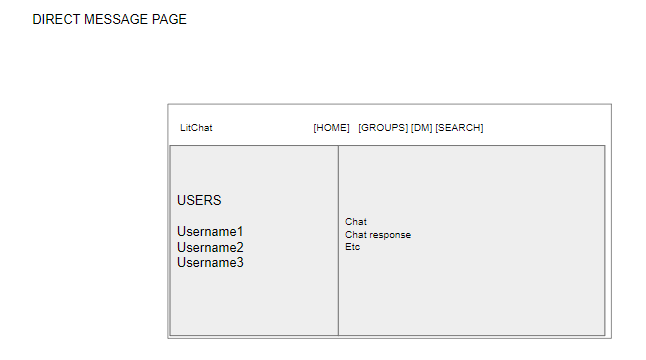 DIRECT MESSAGE PAGE
LitChat [HOME] [GROUPS] [DM] [SEARCH]
USERS
Username1
Username2
Username3
Chat
Chat response
Etc